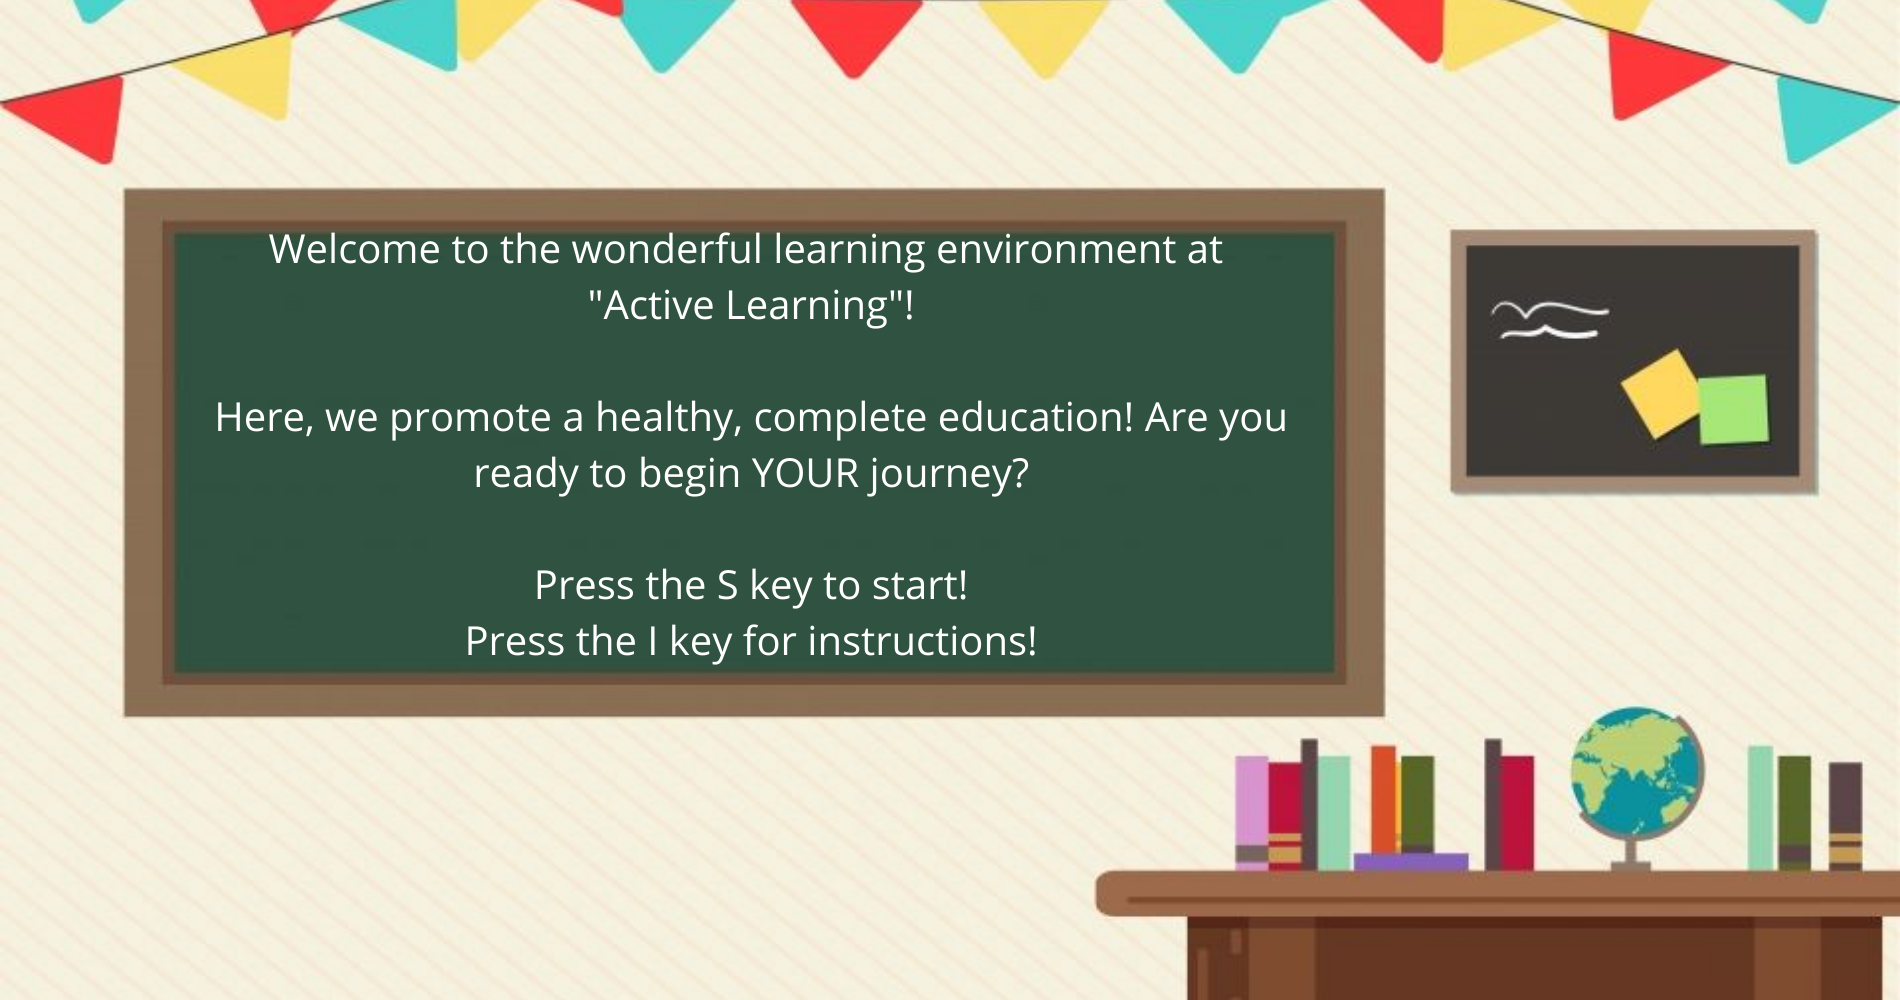 Welcome to the wonderful learning environment at
"Active Learning"!
Here, we promote a healthy, complete education! Are you
ready to begin YOUR journey?
Press the S key to start!
Press the I key for instructions!